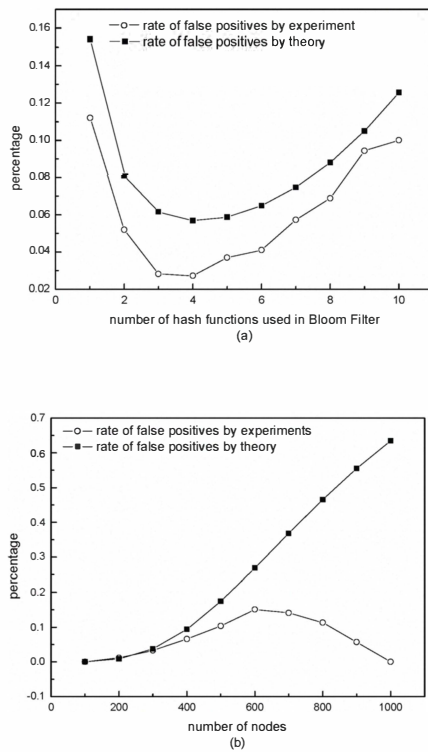 0.16
0.14
0.12
0.10
0.08
0.06
0.04
0.02
percentage
rate of false positives by experiment
rate of false positives by theory
0 2 4 6 8 10
number of hash functions used in Bloom Filter
(a)
0.7
0.6
0.5
0.4
0.3
0.2
0.1
0.0
-0.1
percentage
rate of false positives by experiments
rate of false positives by theory
0 200 400 600 800 1000
number of nodes
(b)